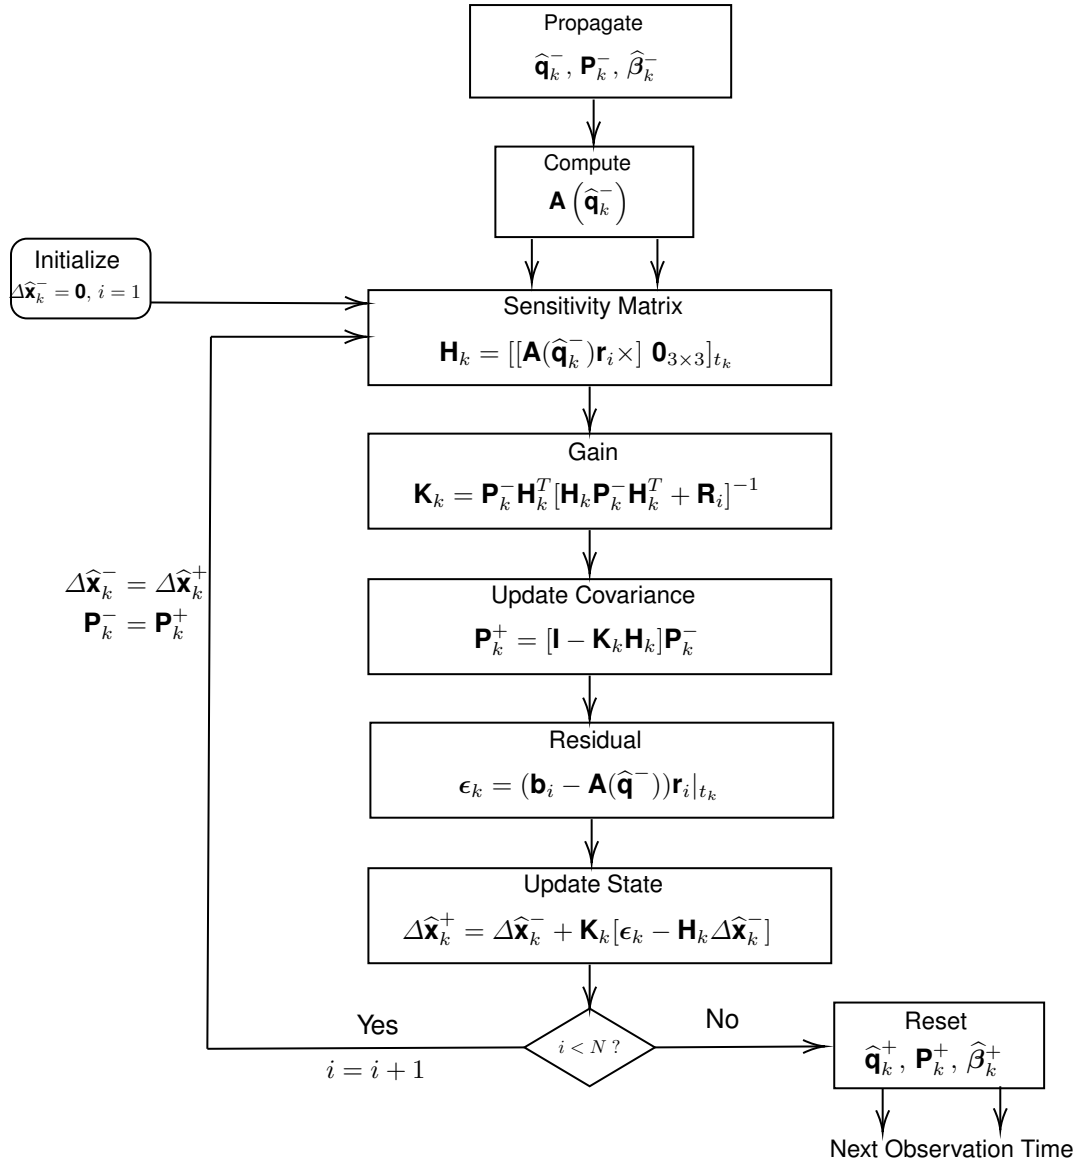 Propagate
q̂ₖ⁻, Pₖ⁻, β̂ₖ⁻
Compute
A(q̂ₖ⁻)
Initialize
Δx̂ₖ⁻ = 0, i = 1
Sensitivity Matrix
Hₖ = [[A(q̂ₖ⁻)rᵢ×] 0₃ₓ₃]_{tₖ}
Gain
Kₖ = Pₖ⁻Hₖᵀ[HₖPₖ⁻Hₖᵀ + Rᵢ]⁻¹
Δx̂ₖ⁻ = Δx̂ₖ⁺
Pₖ⁻ = Pₖ⁺
Update Covariance
Pₖ⁺ = [I − KₖHₖ]Pₖ⁻
Residual
ϵₖ = (bᵢ − A(q̂⁻))rᵢ|_{tₖ}
Update State
Δx̂ₖ⁺ = Δx̂ₖ⁻ + Kₖ[ϵₖ − HₖΔx̂ₖ⁻]
i < N ?
Yes
i = i + 1
No
Reset
q̂ₖ⁺, Pₖ⁺, β̂ₖ⁺
Next Observation Time